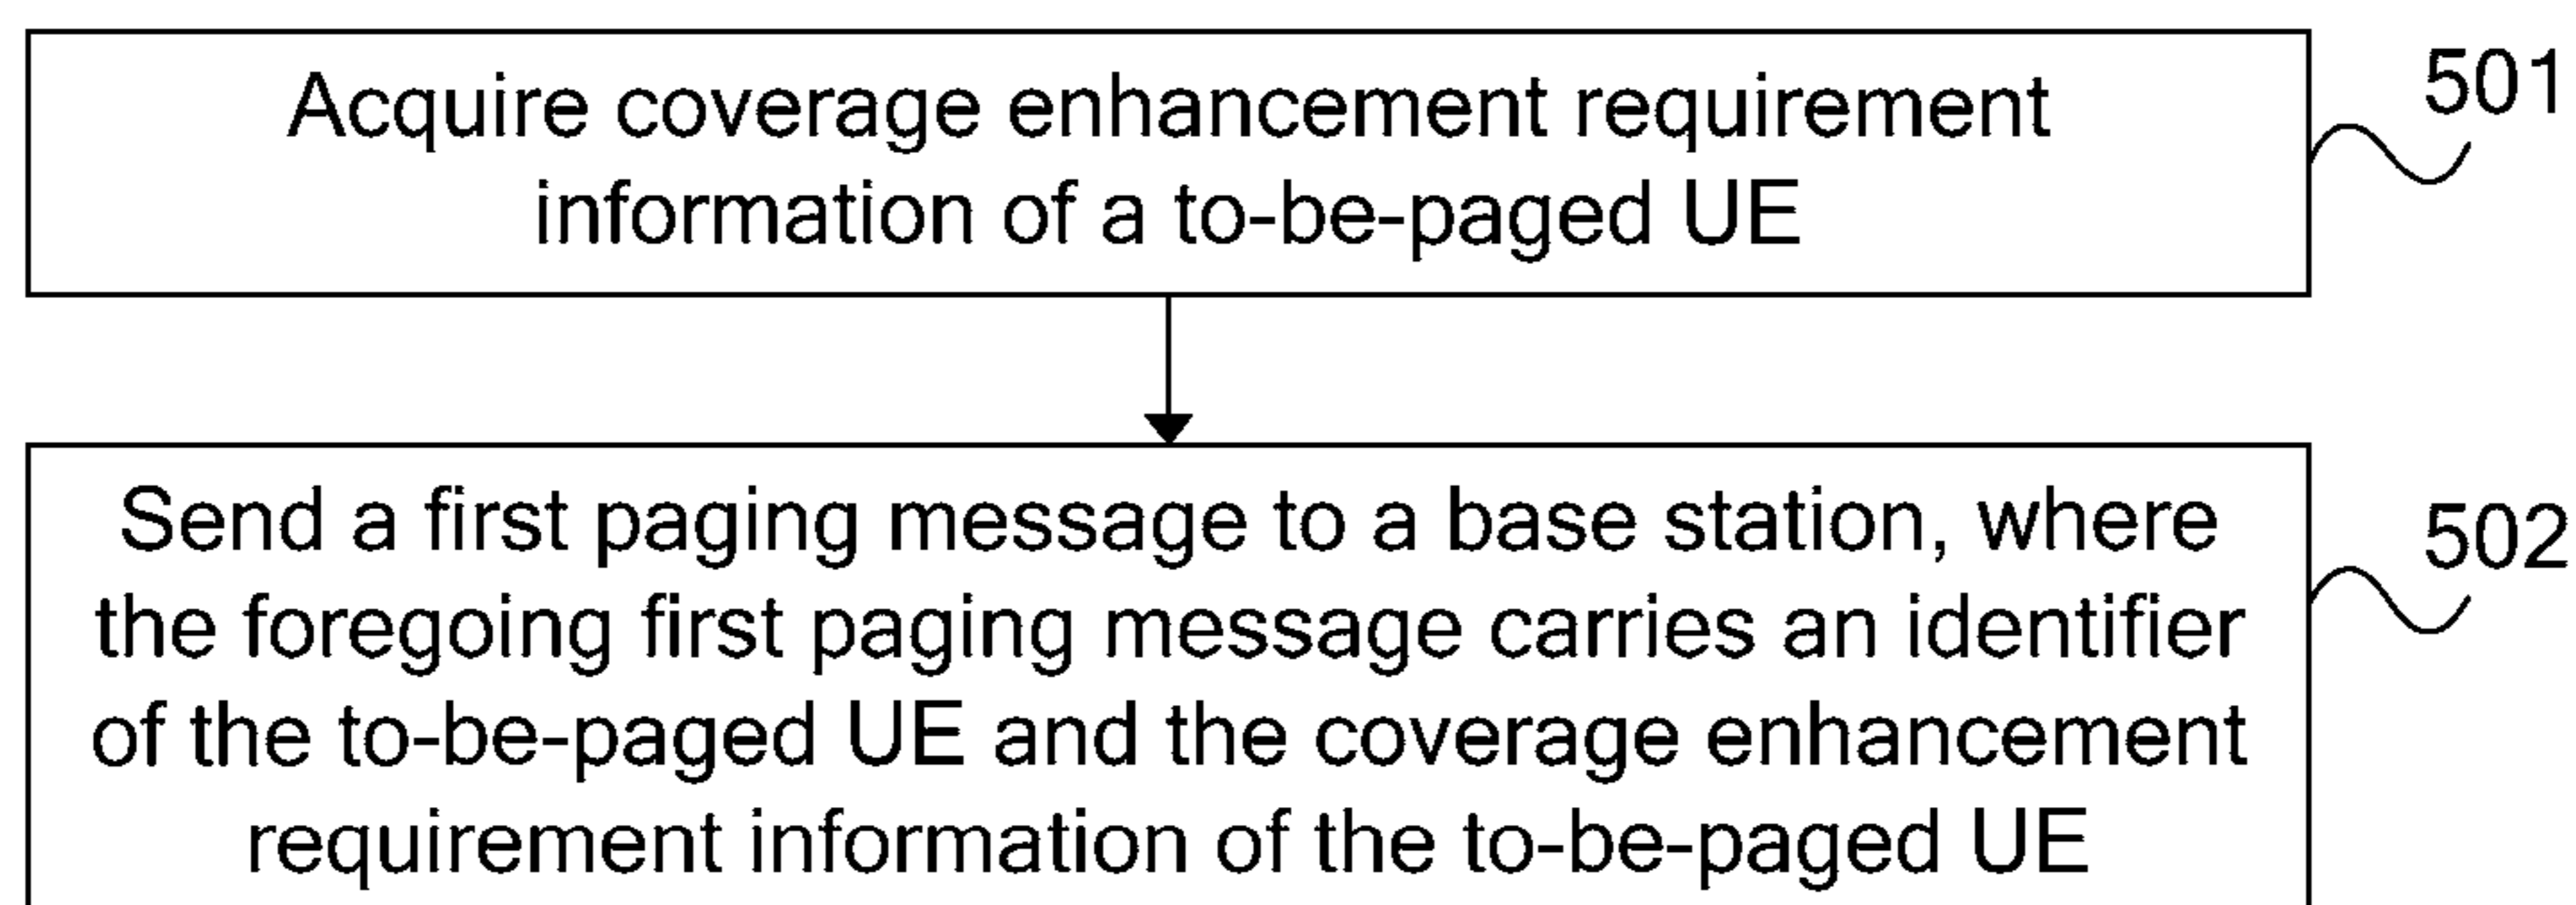 Acquire coverage enhancement requirement
information of a to-be-paged UE
501
Send a first paging message to a base station, where
the foregoing first paging message carries an identifier
of the to-be-paged UE and the coverage enhancement
requirement information of the to-be-paged UE
502